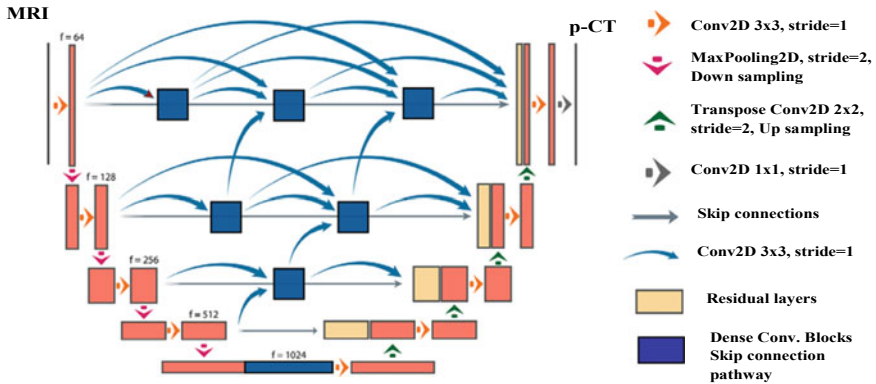 MRI
p-CT
f = 64
f = 128
f = 256
f = 512
f = 1024
Conv2D 3x3, stride=1
MaxPooling2D, stride=2,
Down sampling
Transpose Conv2D 2x2,
stride=2, Up sampling
Conv2D 1x1, stride=1
Skip connections
Conv2D 3x3, stride=1
Residual layers
Dense Conv. Blocks
Skip connection
pathway